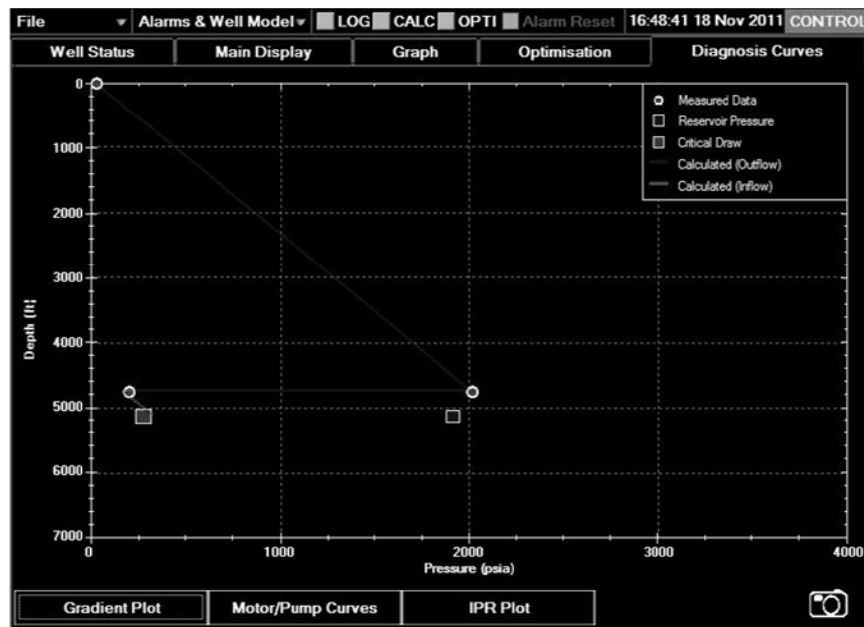 File Alarms & Well Model LOG CALC OPTI Alarm Reset 16:48:41 18 Nov 2011 CONTROL
Well Status Main Display Graph Optimisation Diagnosis Curves
Measured Data
Reservoir Pressure
Critical Draw
Calculated (Outflow)
Calculated (Inflow)
0
1000
2000
3000
4000
5000
6000
7000
Depth (ft)
0 1000 2000 3000 4000
Pressure (psia)
Gradient Plot Motor/Pump Curves IPR Plot